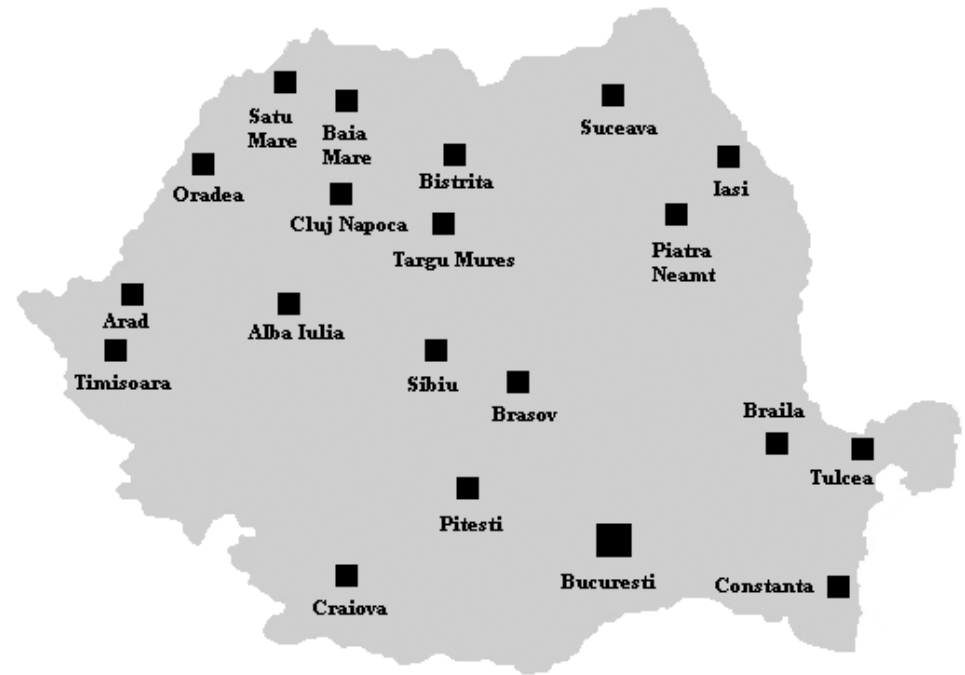 Satu
Mare
Baia
Mare
Suceava
Oradea
Bistrita
Iasi
Cluj Napoca
Targu Mures
Piatra
Neamt
Arad
Alba Iulia
Timisoara
Sibiu
Brasov
Braila
Tulcea
Pitesti
Bucuresti
Constanta
Craiova